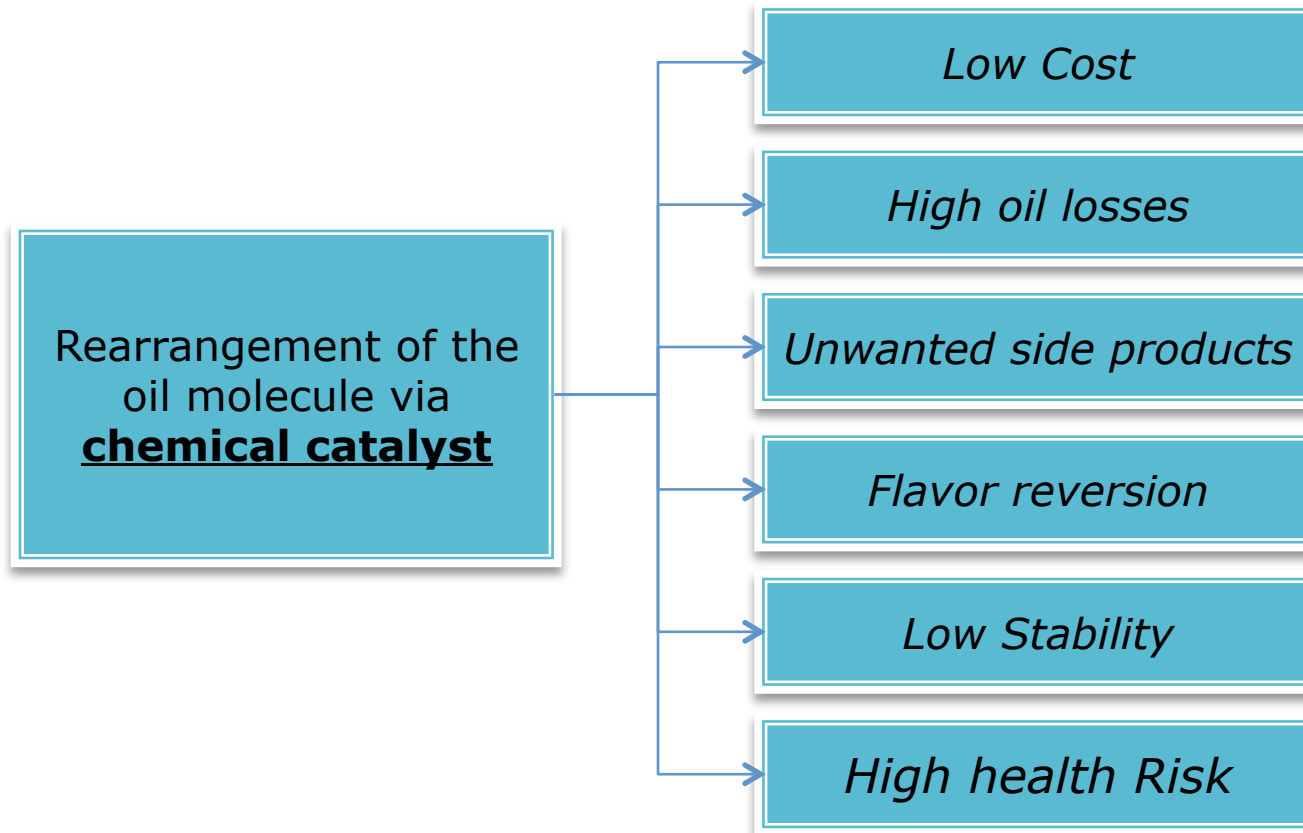 Rearrangement of the
oil molecule via
chemical catalyst
Low Cost
High oil losses
Unwanted side products
Flavor reversion
Low Stability
High health Risk